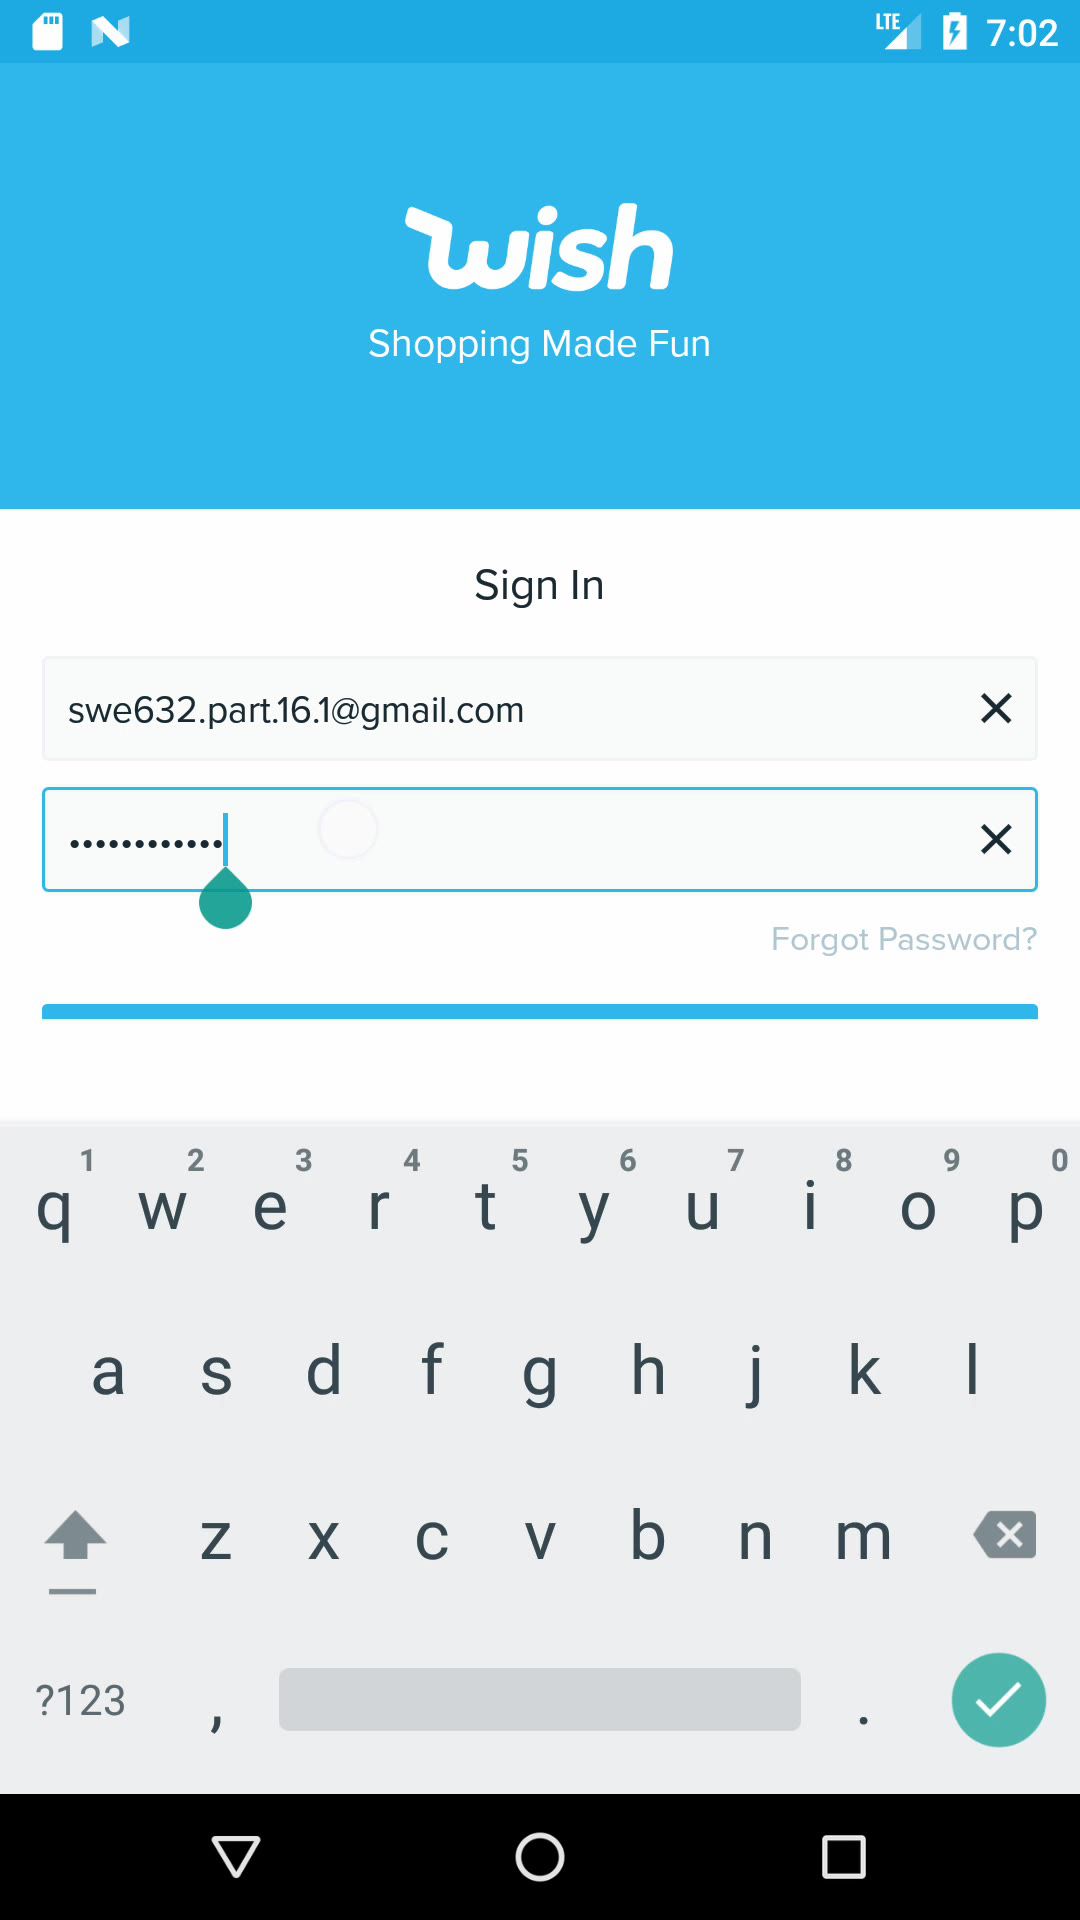 LTE 7:02
wish
Shopping Made Fun
Sign In
swe632.part.16.1@gmail.com
••••••••••••
Forgot Password?
1 2 3 4 5 6 7 8 9 0
q w e r t y u i o p
a s d f g h j k l
z x c v b n m
?123 , .